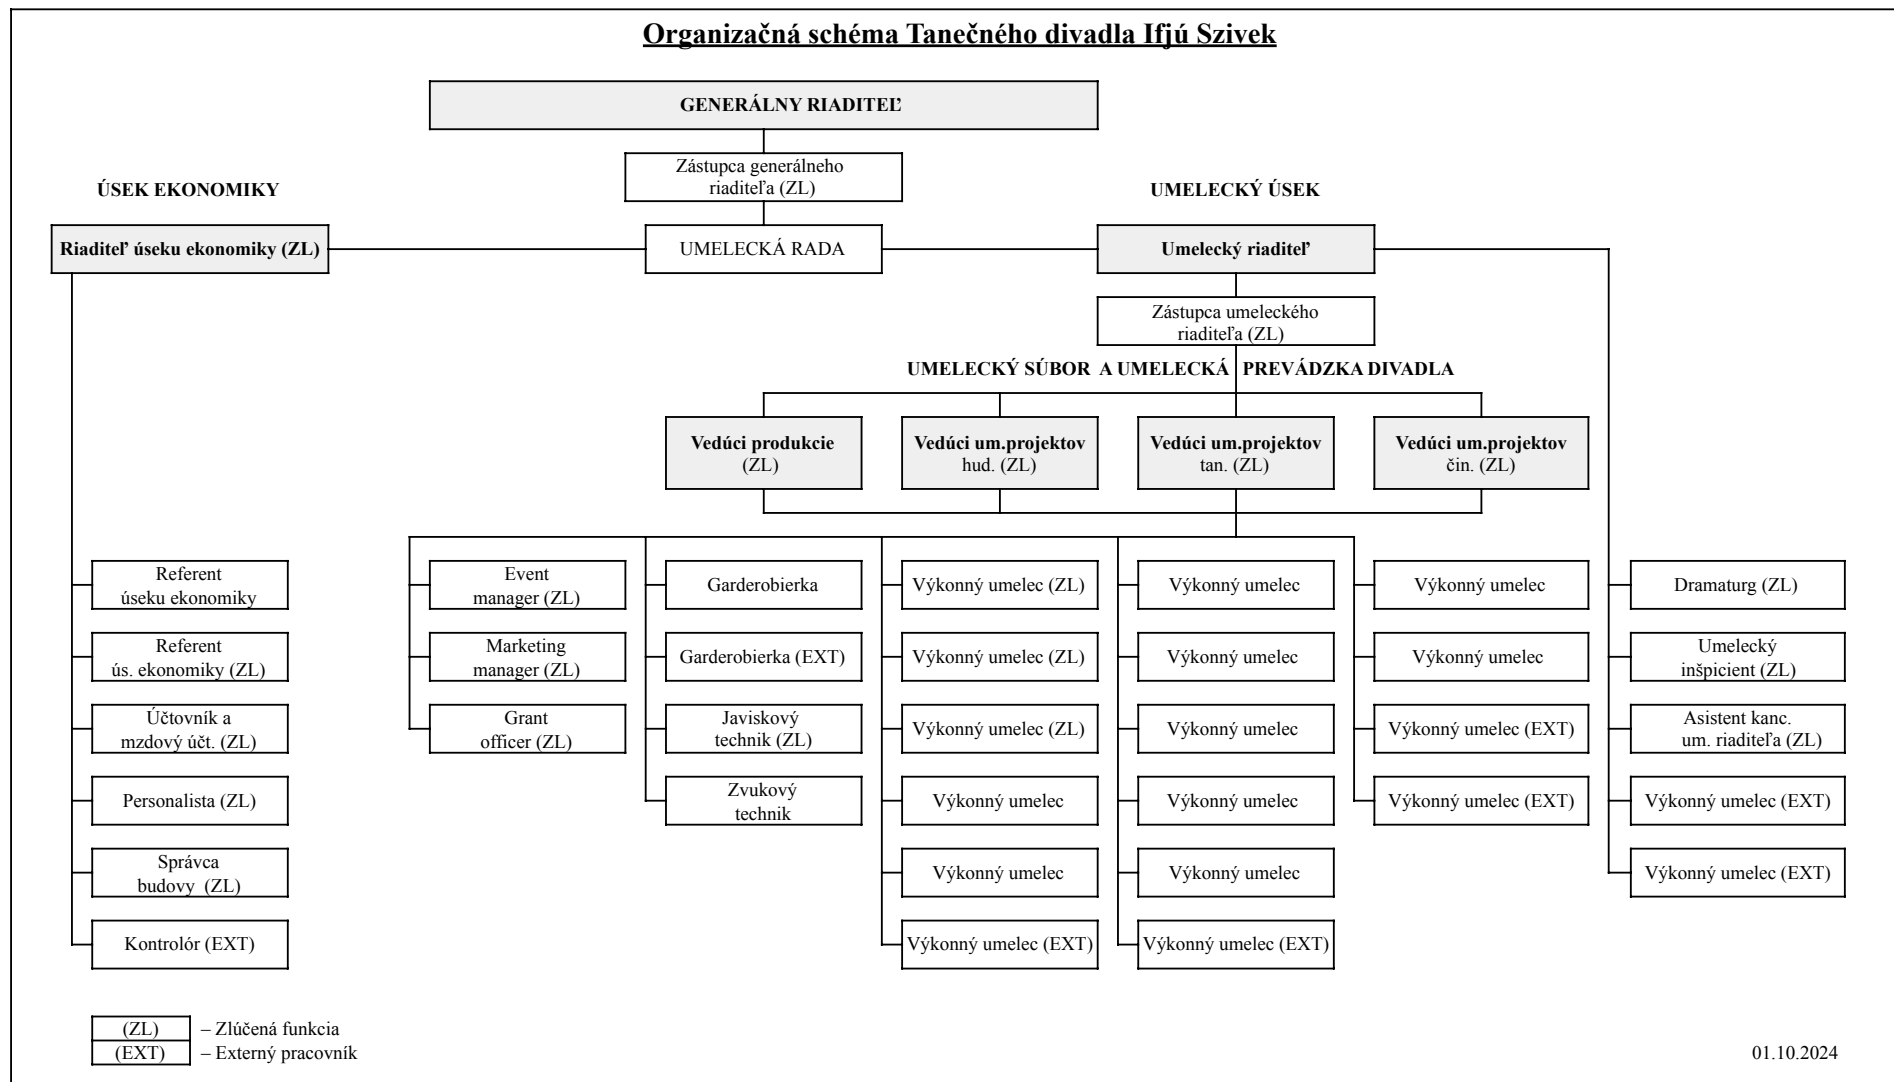 Organizačná schéma Tanečného divadla Ifjú Szivek
GENERÁLNY RIADITEĽ
Zástupca generálneho
riaditeľa (ZL)
ÚSEK EKONOMIKY
UMELECKÝ ÚSEK
Riaditeľ úseku ekonomiky (ZL)
UMELECKÁ RADA
Umelecký riaditeľ
Zástupca umeleckého
riaditeľa (ZL)
UMELECKÝ SÚBOR A UMELECKÁ PREVÁDZKA DIVADLA
Vedúci produkcie
(ZL)
Vedúci um.projektov
hud. (ZL)
Vedúci um.projektov
tan. (ZL)
Vedúci um.projektov
čin. (ZL)
Referent
úseku ekonomiky
Referent
ús. ekonomiky (ZL)
Účtovník a
mzdový účt. (ZL)
Personalista (ZL)
Správca
budovy (ZL)
Kontrolór (EXT)
Event
manager (ZL)
Marketing
manager (ZL)
Grant
officer (ZL)
Garderobierka
Garderobierka (EXT)
Javiskový
technik (ZL)
Zvukový
technik
Výkonný umelec (ZL)
Výkonný umelec (ZL)
Výkonný umelec (ZL)
Výkonný umelec
Výkonný umelec
Výkonný umelec (EXT)
Výkonný umelec
Výkonný umelec
Výkonný umelec
Výkonný umelec
Výkonný umelec
Výkonný umelec (EXT)
Výkonný umelec
Výkonný umelec
Výkonný umelec (EXT)
Výkonný umelec (EXT)
Dramaturg (ZL)
Umelecký
inšpicient (ZL)
Asistent kanc.
um. riaditeľa (ZL)
Výkonný umelec (EXT)
Výkonný umelec (EXT)
(ZL) – Zlúčená funkcia
(EXT) – Externý pracovník
01.10.2024